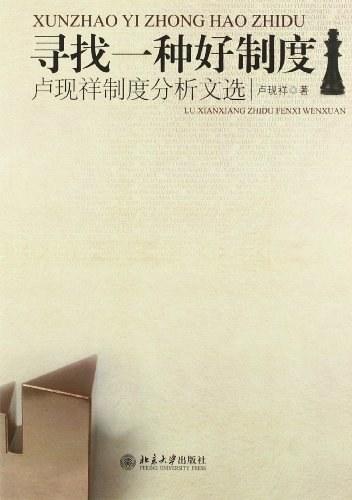 XUNZHAO YI ZHONG HAO ZHIDU
寻找一种好制度
卢现祥制度分析文选 卢现祥 著
LU XIANXIANG ZHIDU FENXI WENXUAN
北京大学出版社
PEKING UNIVERSITY PRESS